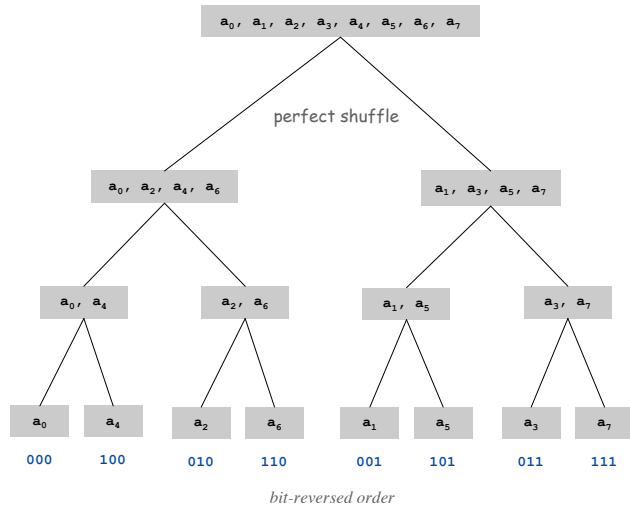 a₀, a₁, a₂, a₃, a₄, a₅, a₆, a₇
perfect shuffle
a₀, a₂, a₄, a₆
a₁, a₃, a₅, a₇
a₀, a₄
a₂, a₆
a₁, a₅
a₃, a₇
a₀
a₄
a₂
a₆
a₁
a₅
a₃
a₇
000
100
010
110
001
101
011
111
bit-reversed order